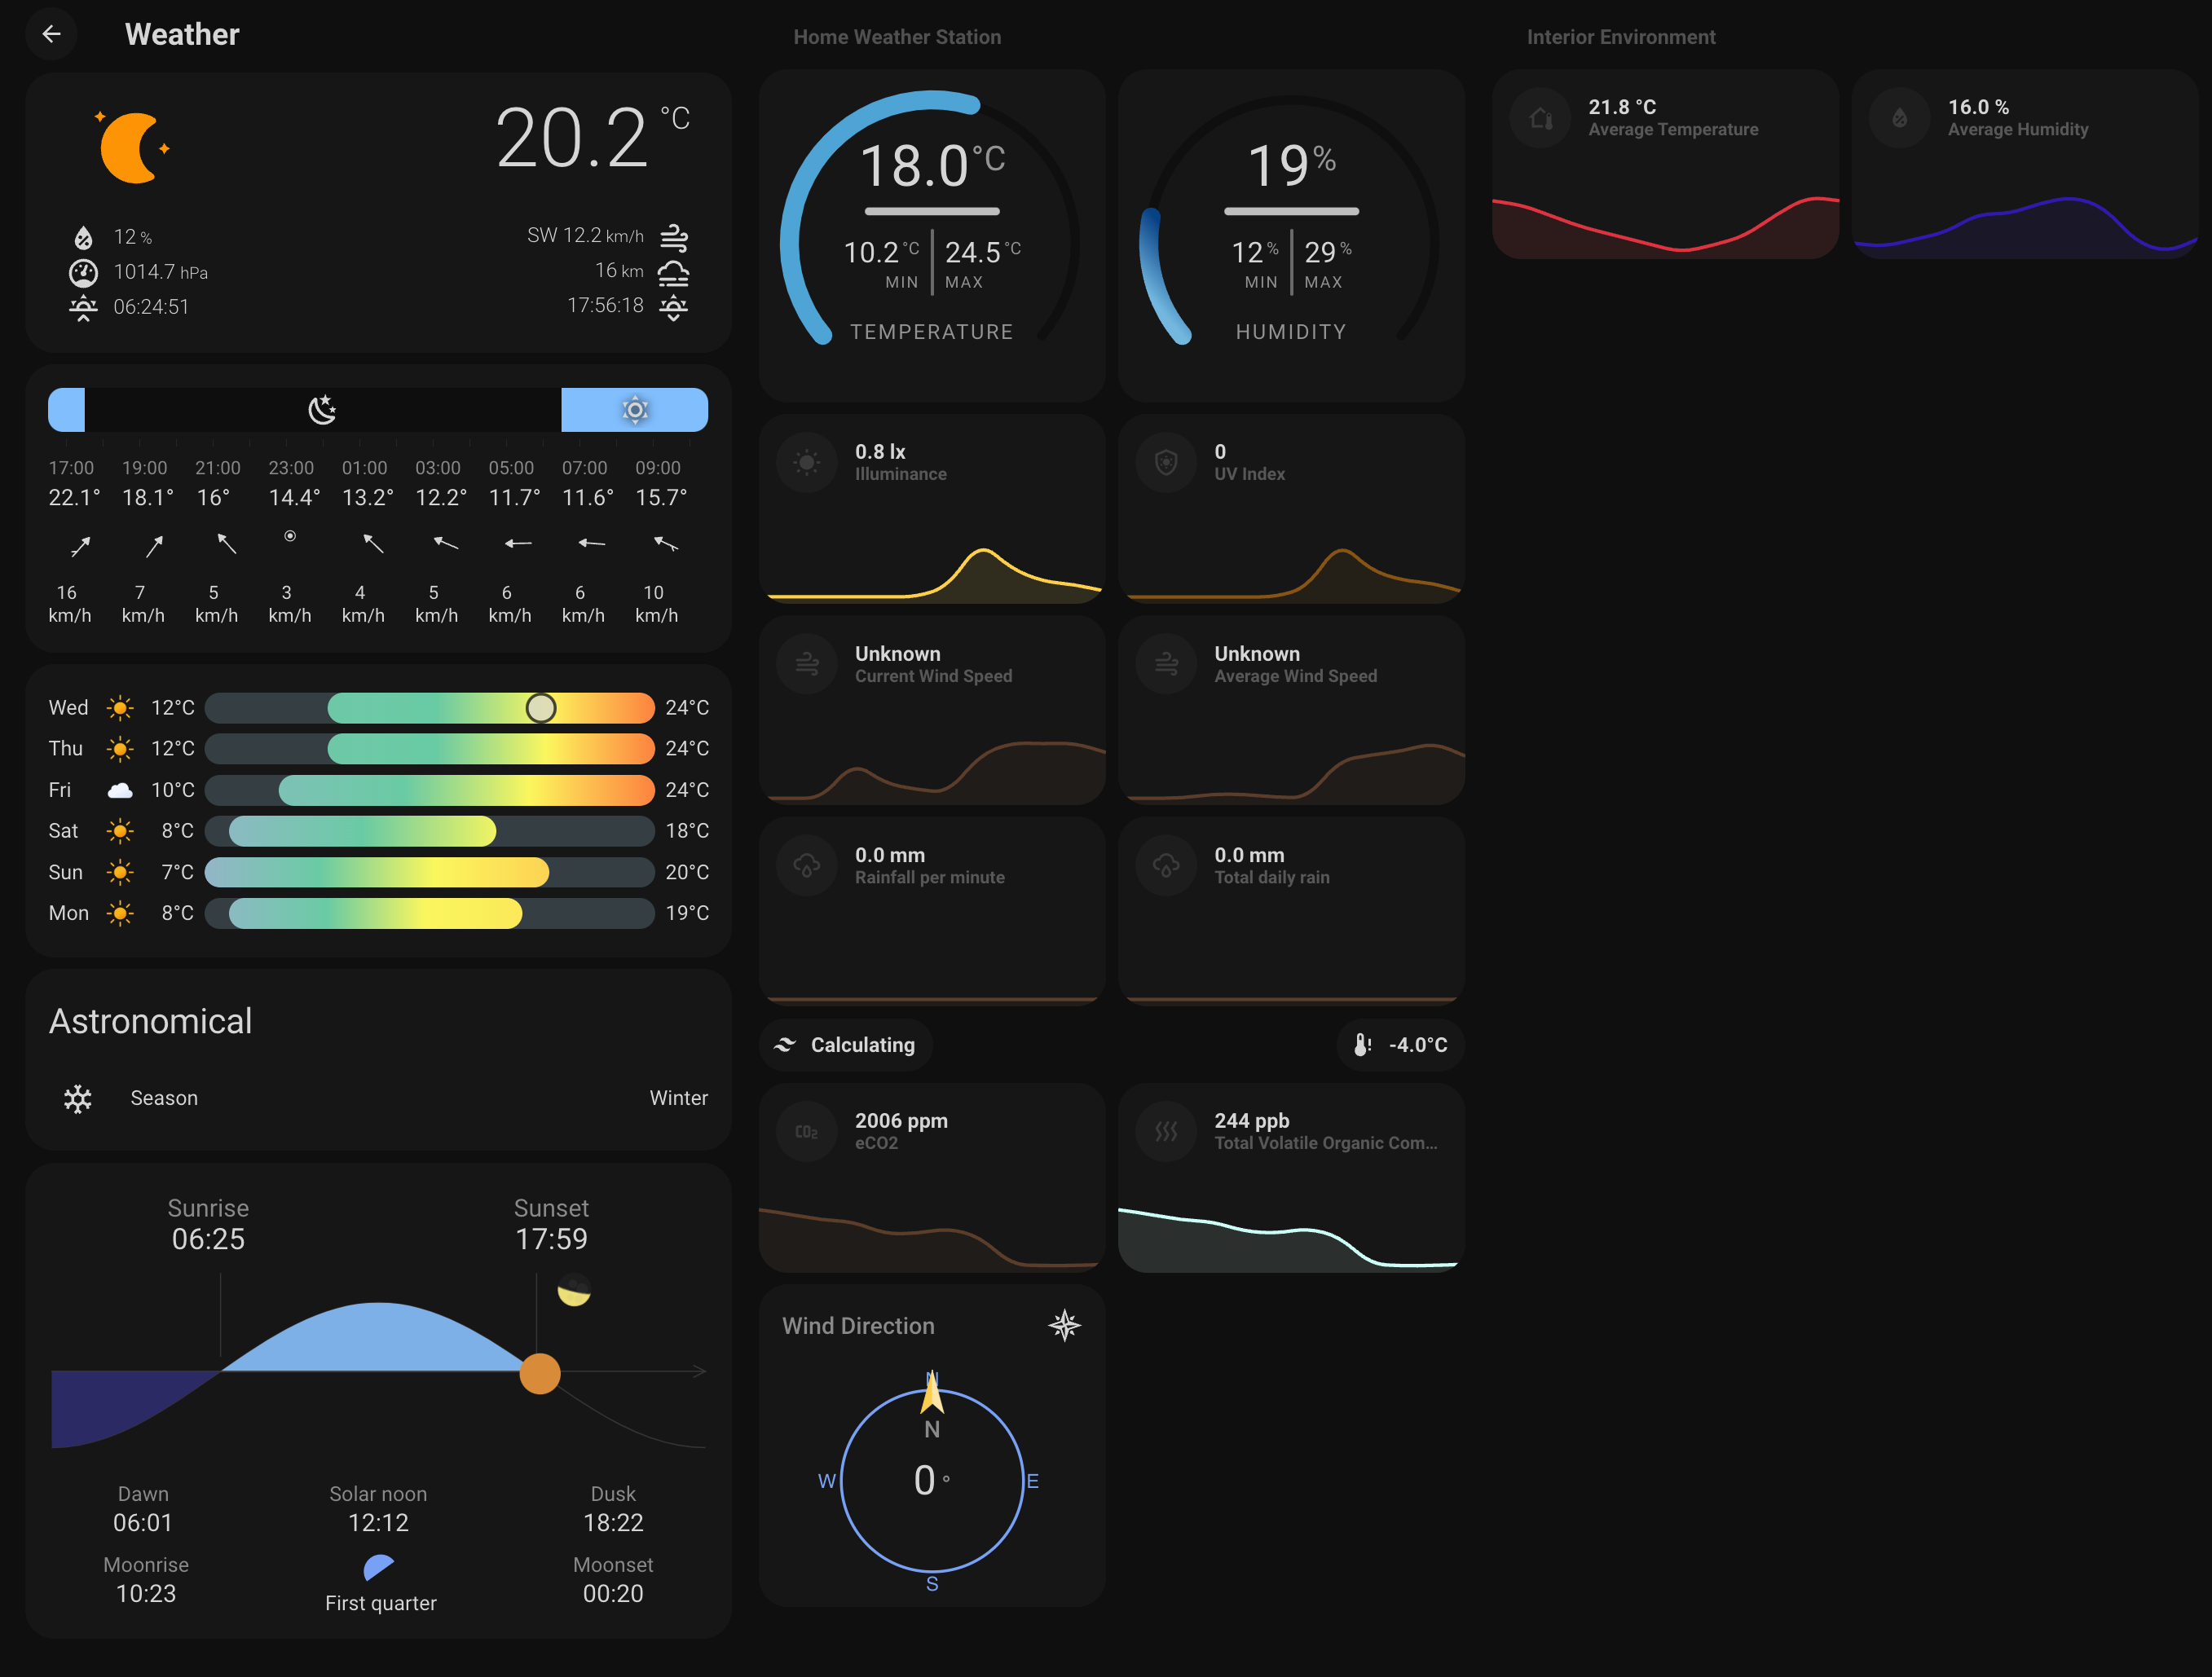 Weather
20.2 °C
12 %
1014.7 hPa
06:24:51
SW 12.2 km/h
16 km
17:56:18
17:00 19:00 21:00 23:00 01:00 03:00 05:00 07:00 09:00
22.1° 18.1° 16° 14.4° 13.2° 12.2° 11.7° 11.6° 15.7°
16 7 5 3 4 5 6 6 10
km/h km/h km/h km/h km/h km/h km/h km/h km/h
Wed 12°C 24°C
Thu 12°C 24°C
Fri 10°C 24°C
Sat 8°C 18°C
Sun 7°C 20°C
Mon 8°C 19°C
Astronomical
Season Winter
Sunrise Sunset
06:25 17:59
Dawn Solar noon Dusk
06:01 12:12 18:22
Moonrise Moonset
10:23 00:20
First quarter
Home Weather Station
18.0°C
10.2 °C 24.5 °C
MIN MAX
TEMPERATURE
19%
12 % 29 %
MIN MAX
HUMIDITY
0.8 lx
Illuminance
0
UV Index
Unknown
Current Wind Speed
Unknown
Average Wind Speed
0.0 mm
Rainfall per minute
0.0 mm
Total daily rain
Calculating
-4.0°C
CO2
2006 ppm
eCO2
244 ppb
Total Volatile Organic Com...
Wind Direction
N
N
W 0 ° E
S
Interior Environment
21.8 °C
Average Temperature
16.0 %
Average Humidity